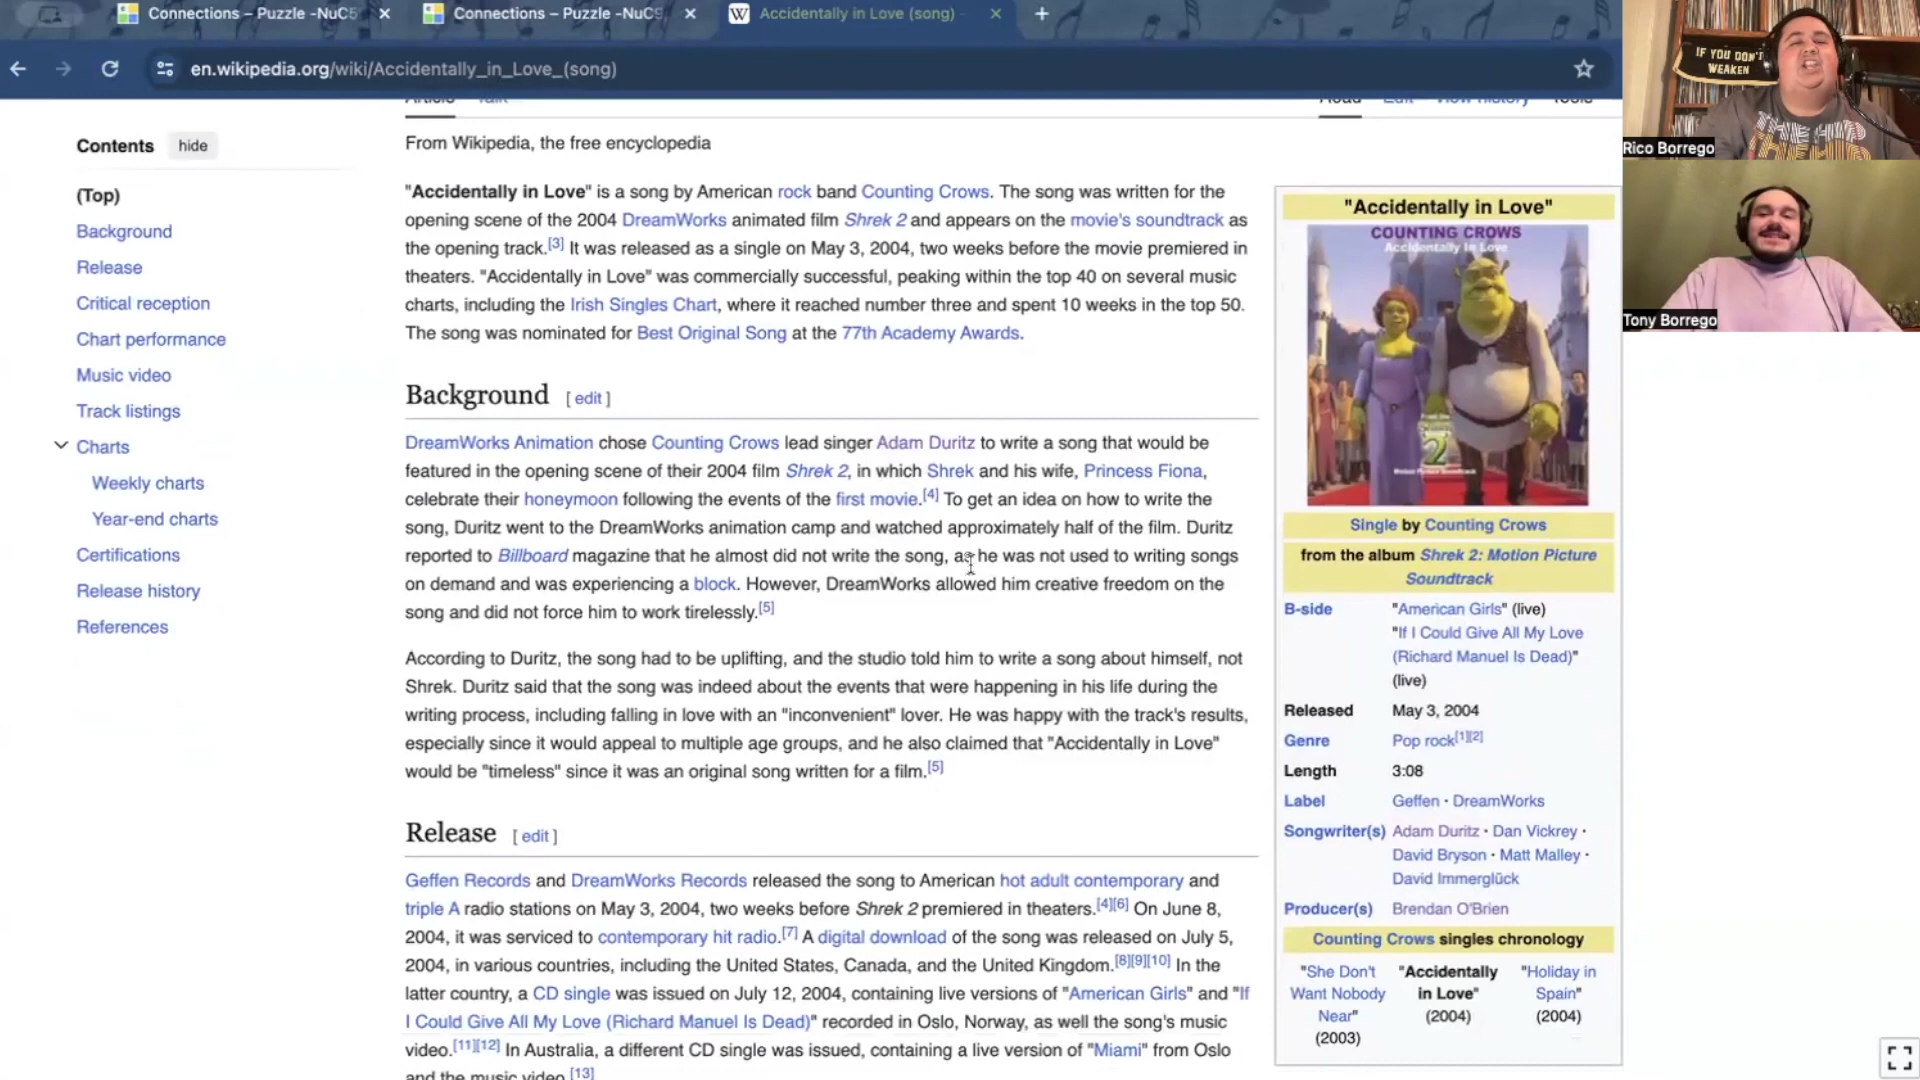 Connections – Puzzle -NuC5
Connections – Puzzle -NuC9
W Accidentally in Love (song) -
en.wikipedia.org/wiki/Accidentally_in_Love_(song)
Article Talk Read Edit View history Tools
Contents hide
(Top)
Background
Release
Critical reception
Chart performance
Music video
Track listings
Charts
Weekly charts
Year-end charts
Certifications
Release history
References
From Wikipedia, the free encyclopedia
"Accidentally in Love" is a song by American rock band Counting Crows. The song was written for the
opening scene of the 2004 DreamWorks animated film Shrek 2 and appears on the movie's soundtrack as
the opening track.[3] It was released as a single on May 3, 2004, two weeks before the movie premiered in
theaters. "Accidentally in Love" was commercially successful, peaking within the top 40 on several music
charts, including the Irish Singles Chart, where it reached number three and spent 10 weeks in the top 50.
The song was nominated for Best Original Song at the 77th Academy Awards.
Background [ edit ]
DreamWorks Animation chose Counting Crows lead singer Adam Duritz to write a song that would be
featured in the opening scene of their 2004 film Shrek 2, in which Shrek and his wife, Princess Fiona,
celebrate their honeymoon following the events of the first movie.[4] To get an idea on how to write the
song, Duritz went to the DreamWorks animation camp and watched approximately half of the film. Duritz
reported to Billboard magazine that he almost did not write the song, as he was not used to writing songs
on demand and was experiencing a block. However, DreamWorks allowed him creative freedom on the
song and did not force him to work tirelessly.[5]
According to Duritz, the song had to be uplifting, and the studio told him to write a song about himself, not
Shrek. Duritz said that the song was indeed about the events that were happening in his life during the
writing process, including falling in love with an "inconvenient" lover. He was happy with the track's results,
especially since it would appeal to multiple age groups, and he also claimed that "Accidentally in Love"
would be "timeless" since it was an original song written for a film.[5]
Release [ edit ]
Geffen Records and DreamWorks Records released the song to American hot adult contemporary and
triple A radio stations on May 3, 2004, two weeks before Shrek 2 premiered in theaters.[4][6] On June 8,
2004, it was serviced to contemporary hit radio.[7] A digital download of the song was released on July 5,
2004, in various countries, including the United States, Canada, and the United Kingdom.[8][9][10] In the
latter country, a CD single was issued on July 12, 2004, containing live versions of "American Girls" and "If
I Could Give All My Love (Richard Manuel Is Dead)" recorded in Oslo, Norway, as well the song's music
video.[11][12] In Australia, a different CD single was issued, containing a live version of "Miami" from Oslo
and the music video.[13]
"Accidentally in Love"
COUNTING CROWS
Accidentally In Love
2
Single by Counting Crows
from the album Shrek 2: Motion Picture
Soundtrack
B-side "American Girls" (live)
"If I Could Give All My Love
(Richard Manuel Is Dead)"
(live)
Released May 3, 2004
Genre Pop rock[1][2]
Length 3:08
Label Geffen · DreamWorks
Songwriter(s) Adam Duritz · Dan Vickrey ·
David Bryson · Matt Malley ·
David Immerglück
Producer(s) Brendan O'Brien
Counting Crows singles chronology
"She Don't
Want Nobody
Near"
(2003)
"Accidentally
in Love"
(2004)
"Holiday in
Spain"
(2004)
IF YOU DON'T
WEAKEN
Rico Borrego
Tony Borrego